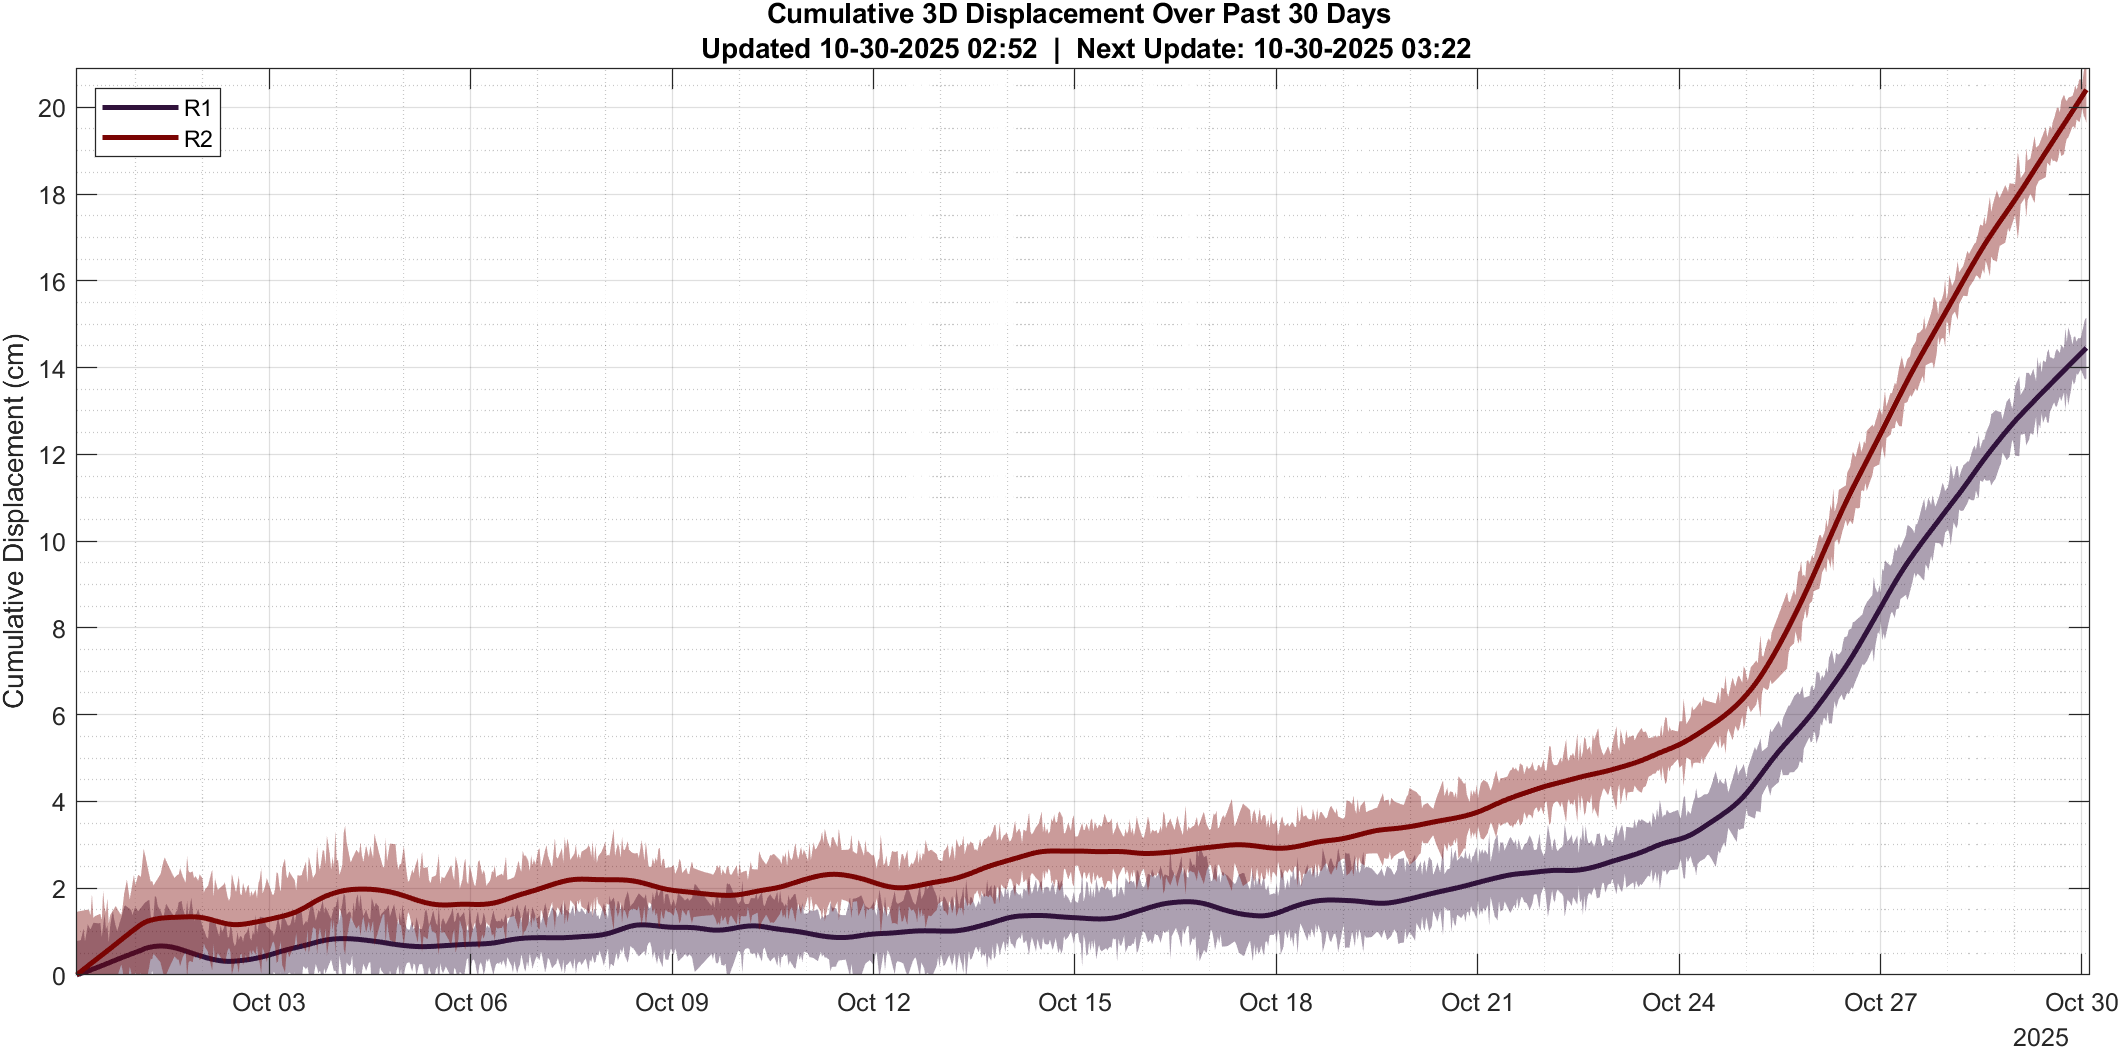 Cumulative 3D Displacement Over Past 30 Days
Updated 10-30-2025 02:52 | Next Update: 10-30-2025 03:22
R1
R2
Cumulative Displacement (cm)
20
18
16
14
12
10
8
6
4
2
0
Oct 03 Oct 06 Oct 09 Oct 12 Oct 15 Oct 18 Oct 21 Oct 24 Oct 27 Oct 30
2025